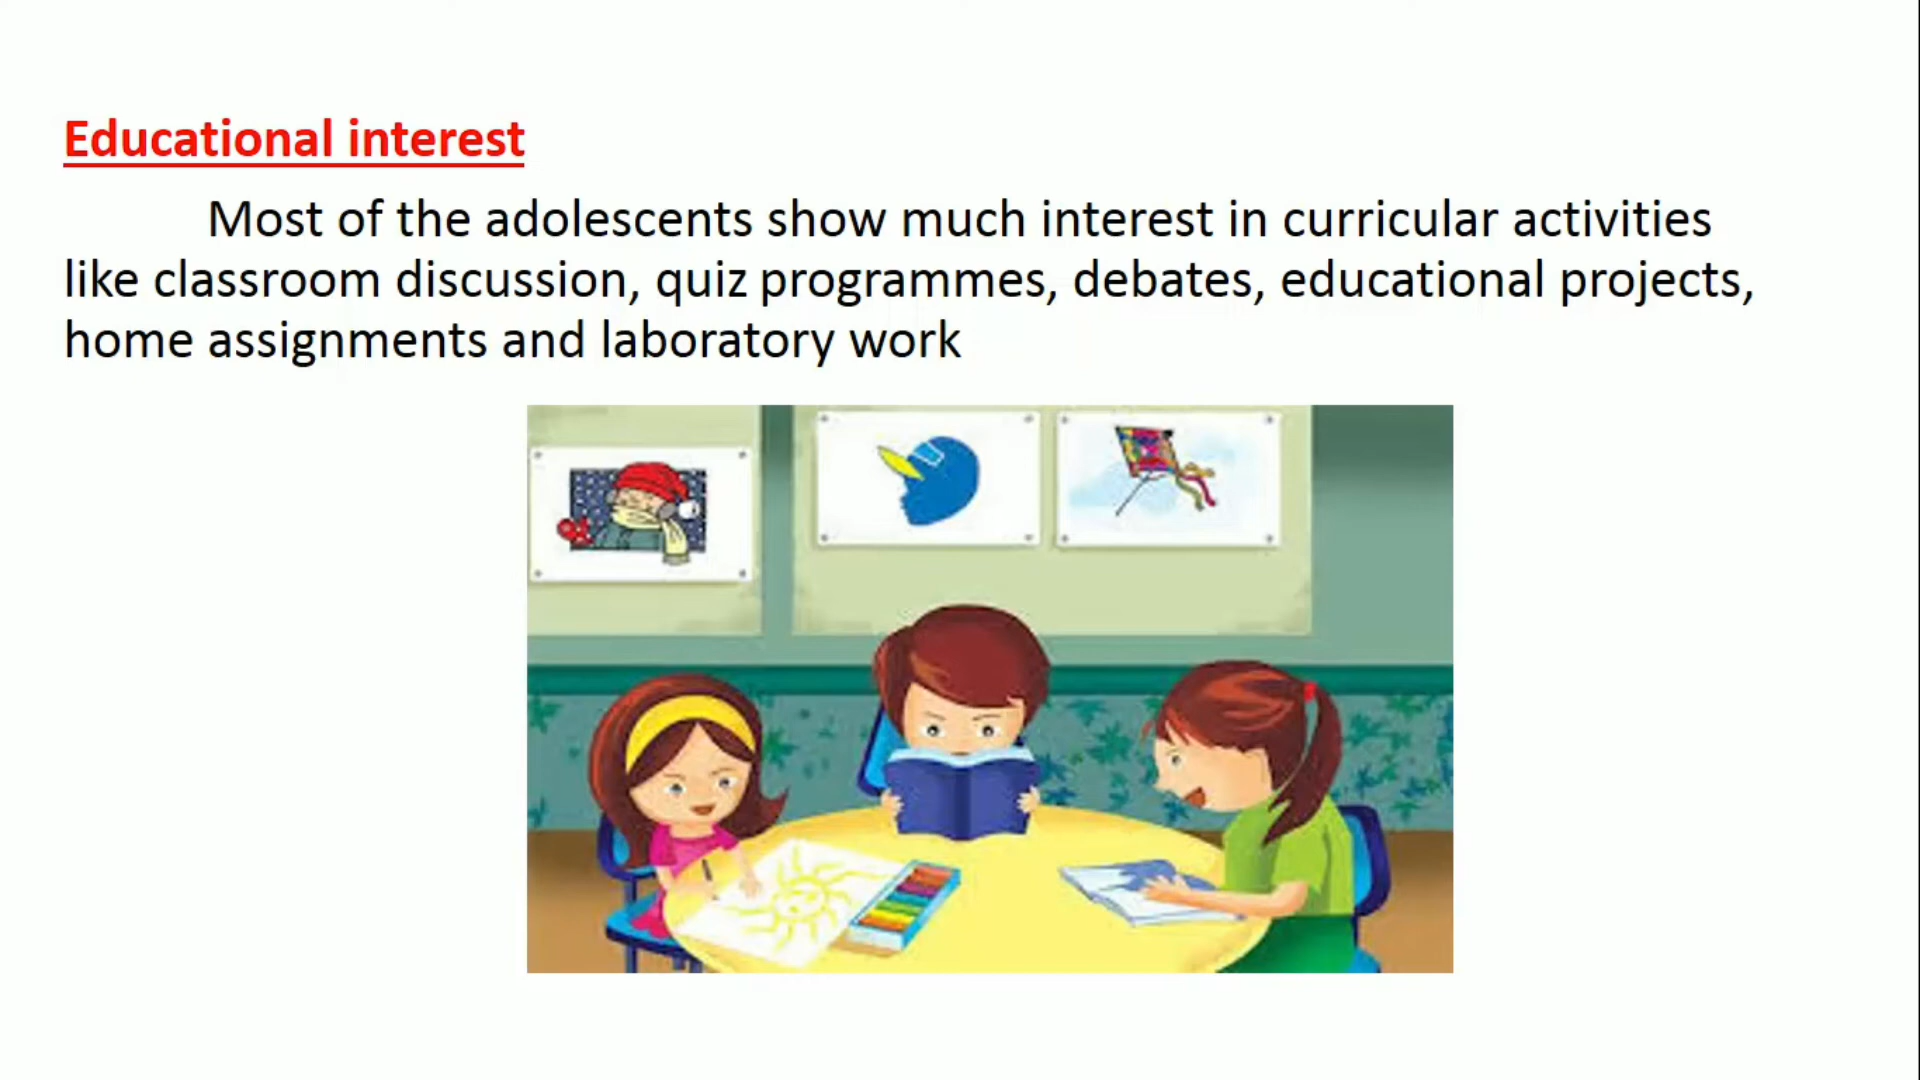 Educational interest
Most of the adolescents show much interest in curricular activities
like classroom discussion, quiz programmes, debates, educational projects,
home assignments and laboratory work